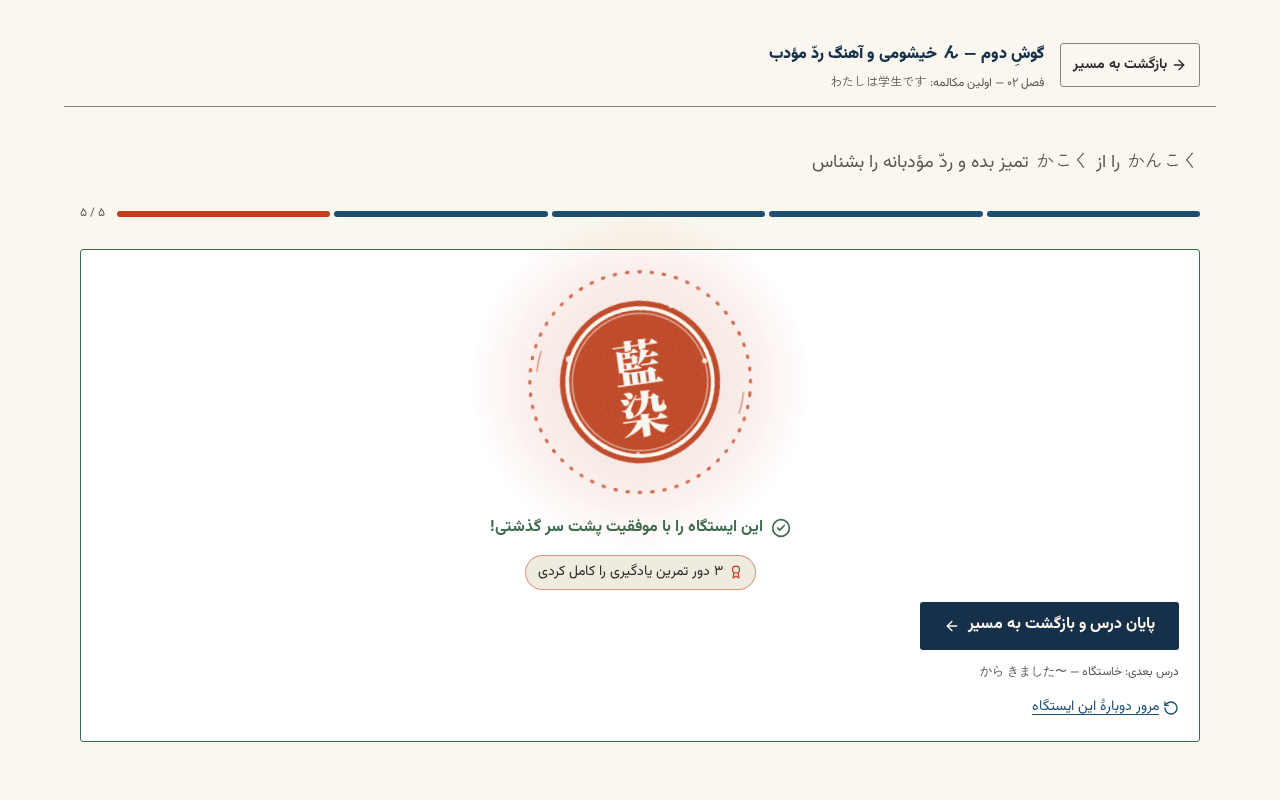 بازگشت به مسیر
گوشِ دوم — ん خیشومی و آهنگ ردّ مؤدب
فصل ۰۲ — اولین مکالمه: わたしは学生です
かんこく را از かこく تمیز بده و ردّ مؤدبانه را بشناس
۵ / ۵
藍染
این ایستگاه را با موفقیت پشت سر گذشتی!
۳ دور تمرین یادگیری را کامل کردی
پایان درس و بازگشت به مسیر
درس بعدی: خاستگاه — 〜から きました
مرور دوبارهٔ این ایستگاه